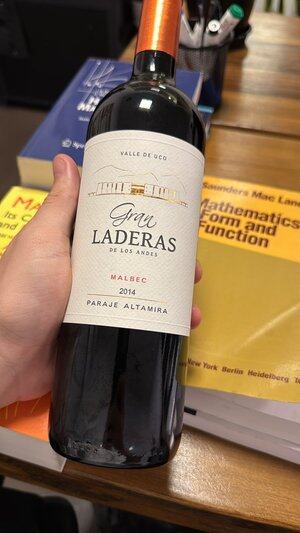 VALLE DE UCO
Gran
LADERAS
DE LOS ANDES
MALBEC
2014
PARAJE ALTAMIRA
Saunders Mac Lane
Mathematics
Form and
Function
New York Berlin Heidelberg